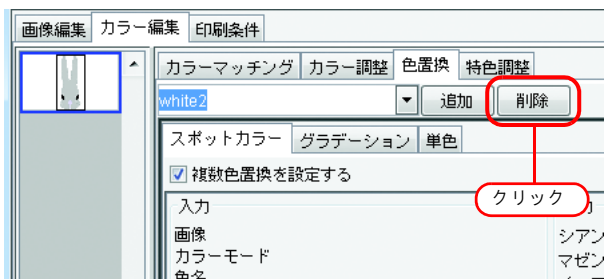 画像編集 カラー編集 印刷条件
カラーマッチング カラー調整 色置換 特色調整
white2 追加 削除
スポットカラー グラデーション 単色
複数色置換を設定する
クリック
入力
画像 シアン
カラーモード マゼン
色名